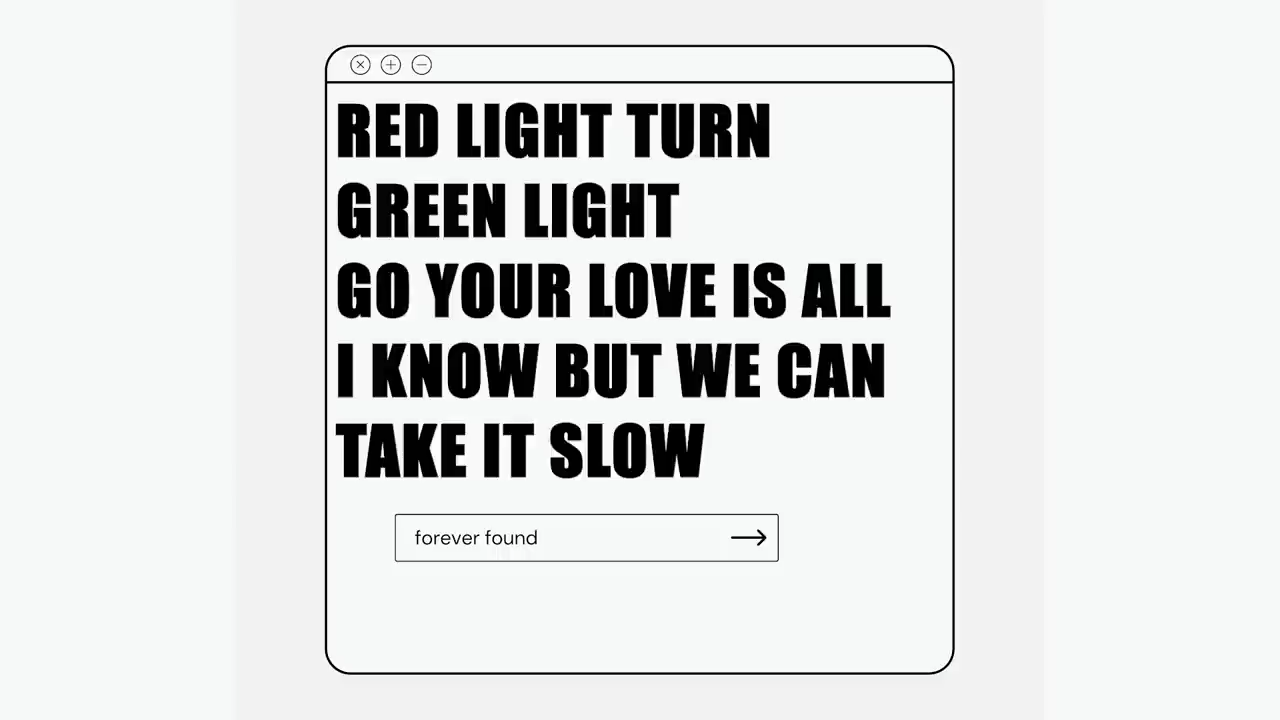 RED LIGHT TURN
GREEN LIGHT
GO YOUR LOVE IS ALL
I KNOW BUT WE CAN
TAKE IT SLOW
forever found